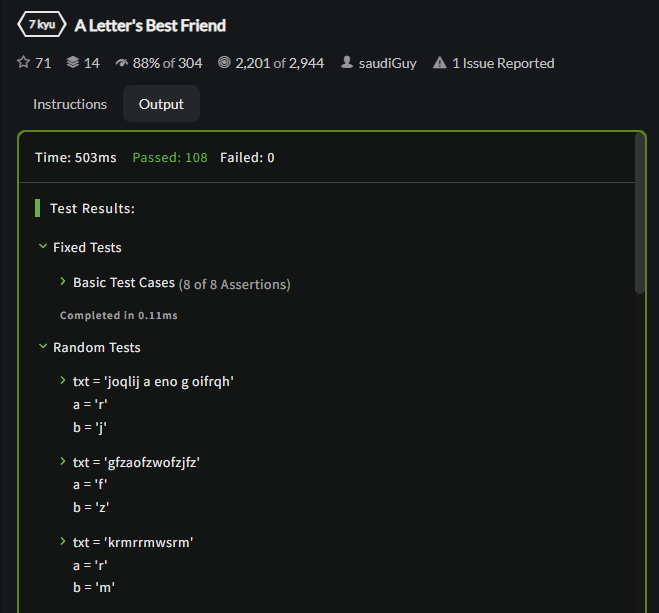 7 kyu A Letter's Best Friend
71 14 88% of 304 2,201 of 2,944 saudiGuy 1 Issue Reported
Instructions Output
Time: 503ms Passed: 108 Failed: 0
Test Results:
Fixed Tests
Basic Test Cases (8 of 8 Assertions)
Completed in 0.11ms
Random Tests
txt = 'joqlij a eno g oifrqh'
a = 'r'
b = 'j'
txt = 'gfzaofzwofzjfz'
a = 'f'
b = 'z'
txt = 'krmrrmwsrm'
a = 'r'
b = 'm'